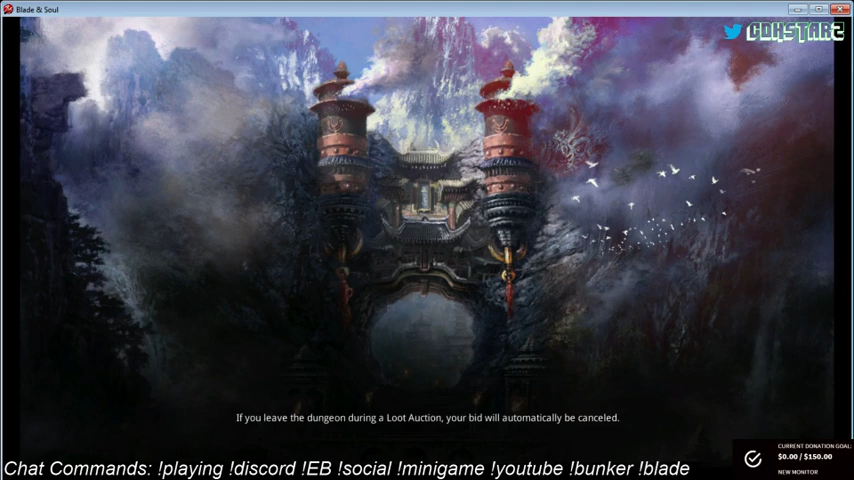 Blade & Soul
CDKSTARZ
If you leave the dungeon during a Loot Auction, your bid will automatically be canceled.
CURRENT DONATION GOAL:
$0.00 / $150.00
NEW MONITOR
Chat Commands: !playing !discord !EB !social !minigame !youtube !bunker !blade